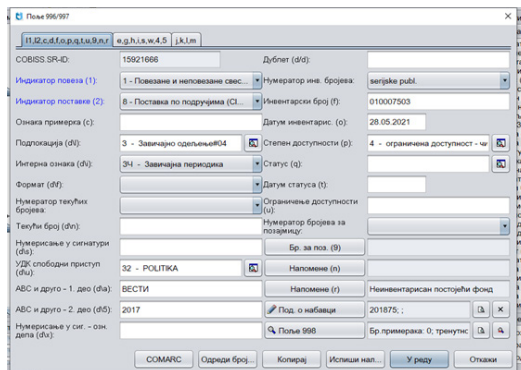 Поље 996/997
l1,l2,c,d,f,o,p,q,t,u,9,n,r e,g,h,i,s,w,4,5 j,k,l,m
COBISS.SR-ID: 15921666 Дублет (d/d):
Индикатор повеза (1): 1 - Повезане и неповезане свес... Нумератор инв. бројева: serijske publ.
Индикатор поставке (2): 8 - Поставка по подручјима (Cl... Инвентарски број (f): 010007503
Ознака примерка (c): Датум инвентарис. (o): 28.05.2021
Подлокација (d\l): 3 - Завичајно одељење#04 Степен доступности (p): 4 - ограничена доступност - чи
Интерна ознака (d\i): ЗЧ - Завичајна периодика Статус (q):
Формат (d\f): Датум статуса (t):
Нумератор текућих бројева: Ограничење доступности (u):
Текући број (d\n): Нумератор бројева за позајмицу:
Нумерисање у сигнатури (d\s): Бр. за поз. (9)
УДК слободни приступ (d\u): 32 - POLITIKA Напомене (n)
ABC и друго - 1. део (d\a): ВЕСТИ Напомена (r) Неинвентарисан постојећи фонд
ABC и друго - 2. део (d\5): 2017 Под. о набавци 201875; ;
Нумерисање у сиг. - озн. дела (d\x): Поље 998 Бр.примерака: 0; тренутнс
COMARC Одреди број... Копирај Испиши нал... У реду Откажи